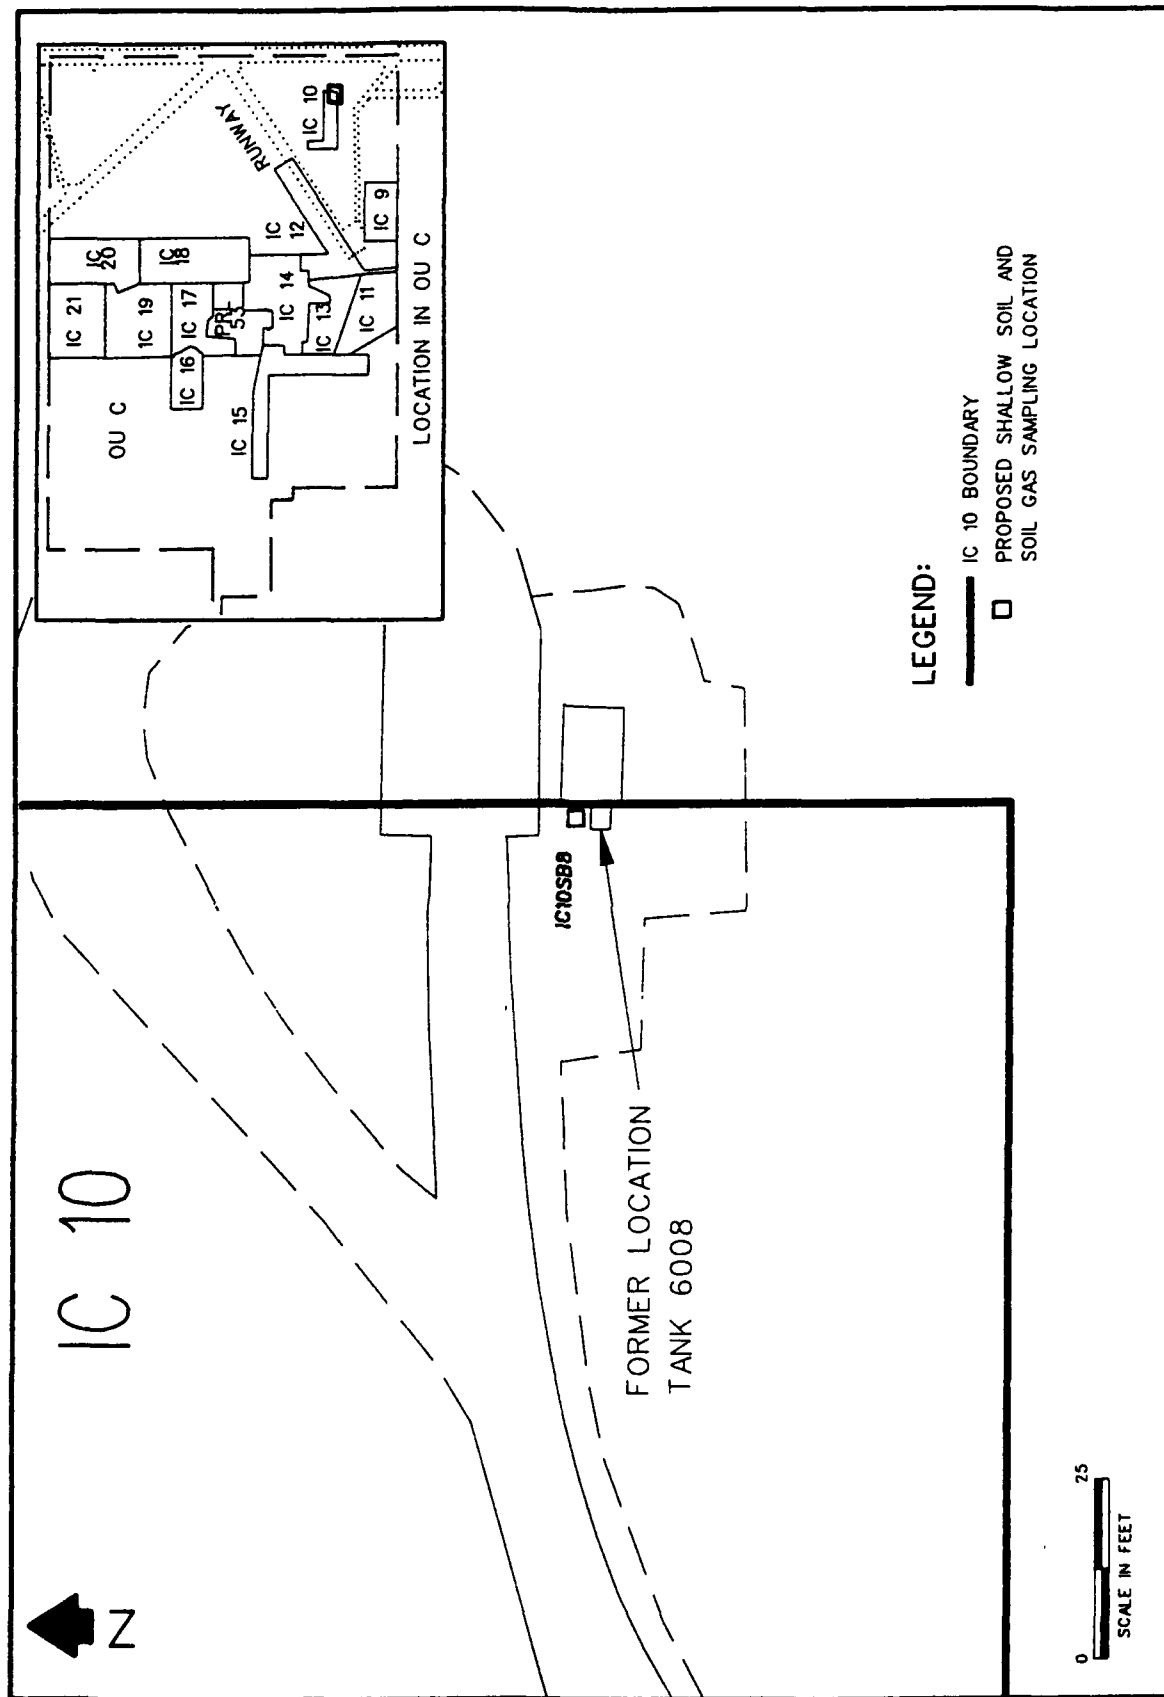 IC 10
N
FORMER LOCATION
TANK 6008
IC10SB8
OU C
IC 21
IC 20
IC 19
IC 18
IC 17
IC 16
PRL
53
IC 15
IC 14
IC 13
IC 12
IC 11
RUNWAY
IC 10
IC 9
LOCATION IN OU C
LEGEND:
IC 10 BOUNDARY
PROPOSED SHALLOW SOIL AND
SOIL GAS SAMPLING LOCATION
0 25
SCALE IN FEET